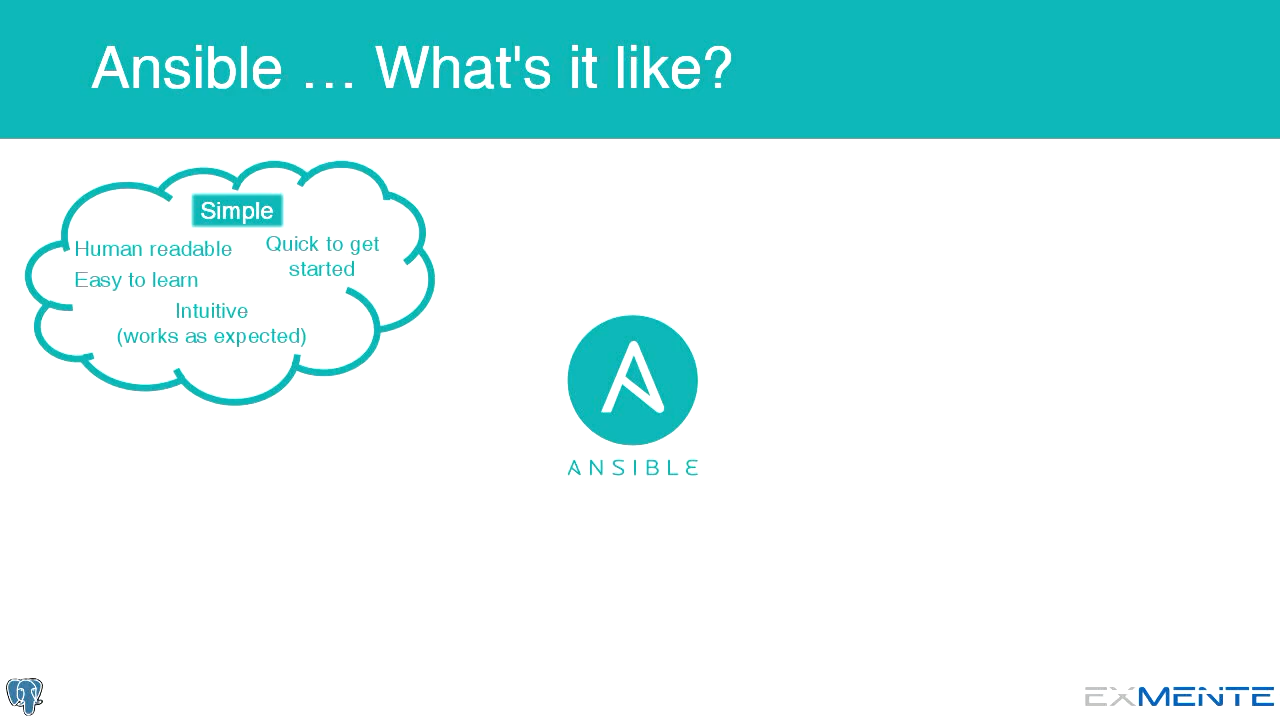 Ansible … What's it like?
Simple
Human readable
Quick to get
started
Easy to learn
Intuitive
(works as expected)
ANSIBLE
EXMENTE